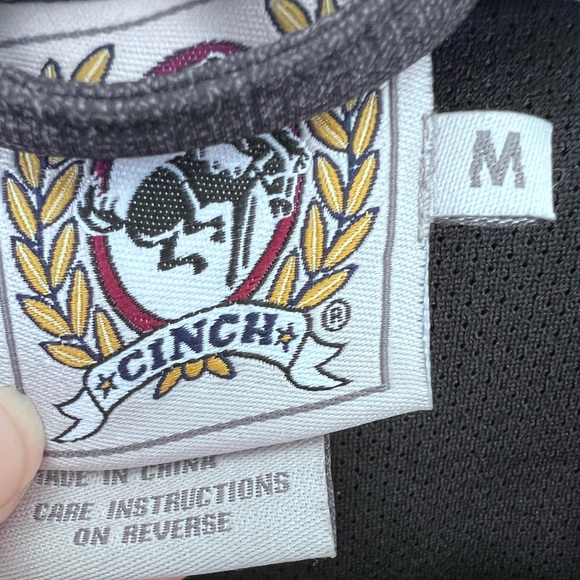 M
CINCH®
MADE IN CHINA
CARE INSTRUCTIONS
ON REVERSE